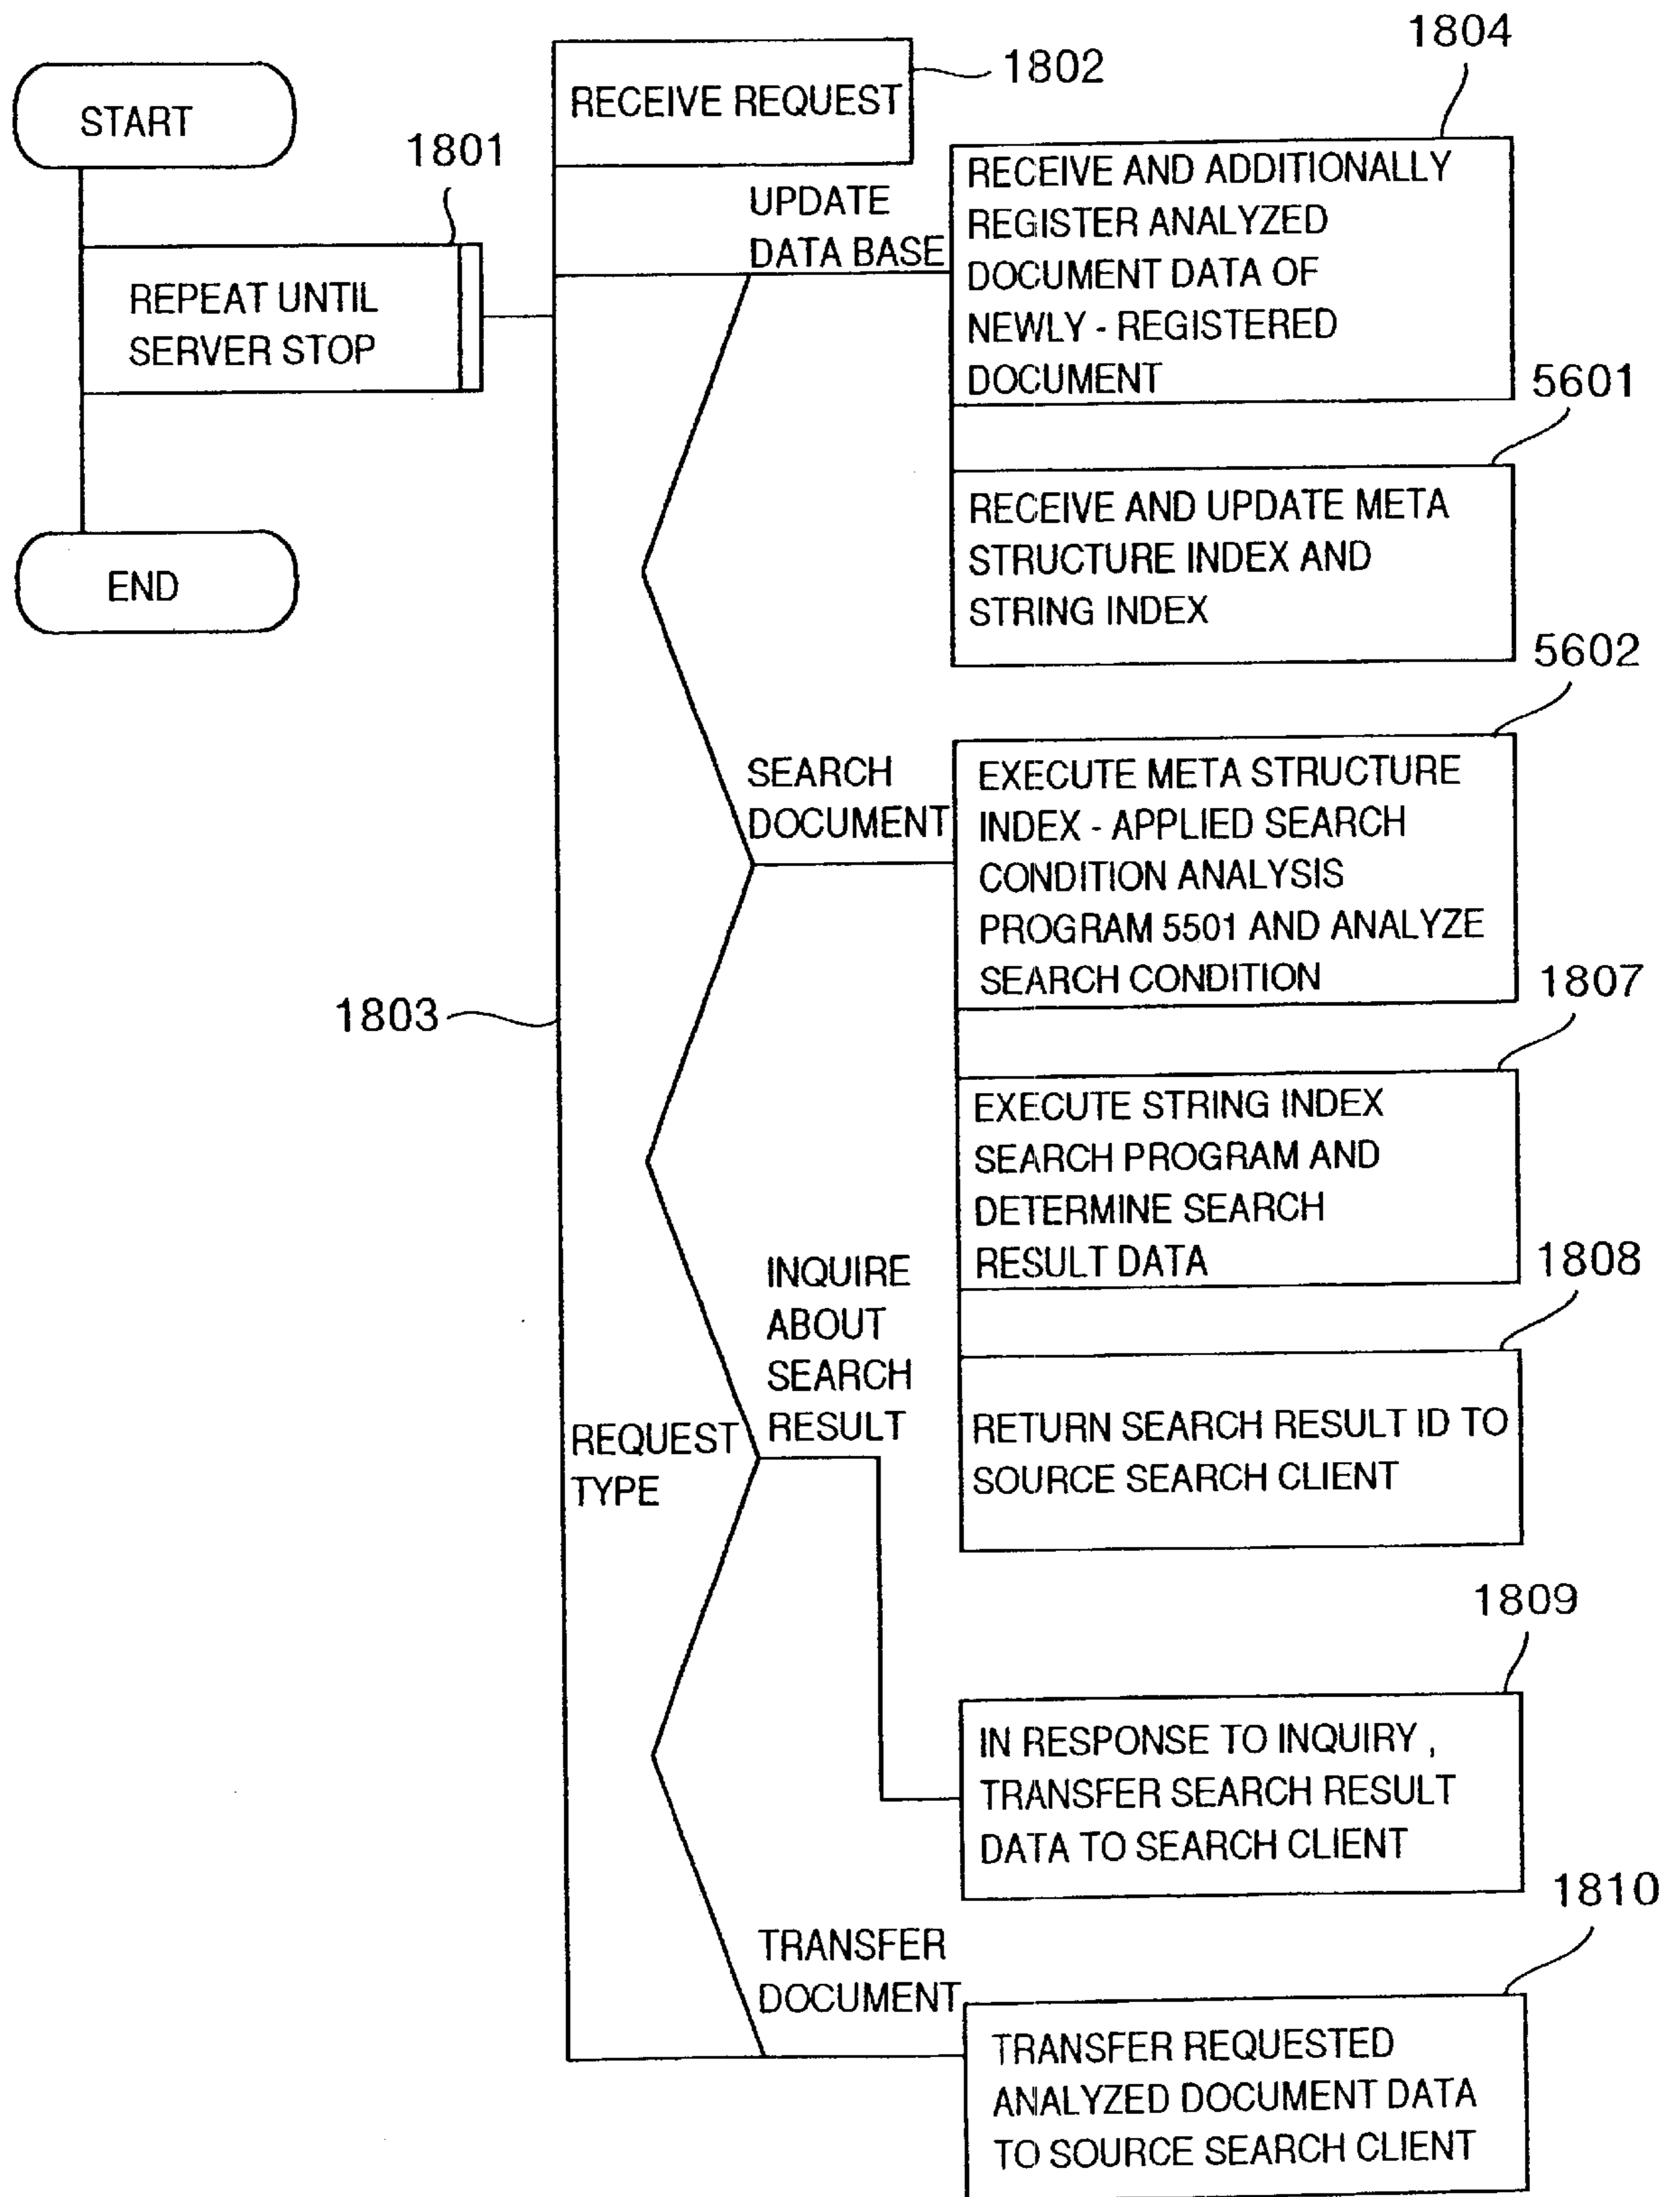 START
1801
REPEAT UNTIL
SERVER STOP
END
RECEIVE REQUEST
1802
1803
REQUEST
TYPE
UPDATE
DATA BASE
1804
RECEIVE AND ADDITIONALLY
REGISTER ANALYZED
DOCUMENT DATA OF
NEWLY - REGISTERED
DOCUMENT
5601
RECEIVE AND UPDATE META
STRUCTURE INDEX AND
STRING INDEX
SEARCH
DOCUMENT
5602
EXECUTE META STRUCTURE
INDEX - APPLIED SEARCH
CONDITION ANALYSIS
PROGRAM 5501 AND ANALYZE
SEARCH CONDITION
1807
EXECUTE STRING INDEX
SEARCH PROGRAM AND
DETERMINE SEARCH
RESULT DATA
1808
RETURN SEARCH RESULT ID TO
SOURCE SEARCH CLIENT
INQUIRE
ABOUT
SEARCH
RESULT
1809
IN RESPONSE TO INQUIRY ,
TRANSFER SEARCH RESULT
DATA TO SEARCH CLIENT
TRANSFER
DOCUMENT
1810
TRANSFER REQUESTED
ANALYZED DOCUMENT DATA
TO SOURCE SEARCH CLIENT